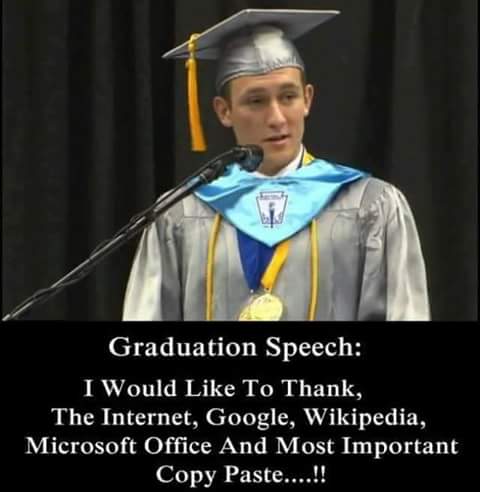 Graduation Speech:
I Would Like To Thank,
The Internet, Google, Wikipedia,
Microsoft Office And Most Important
Copy Paste....!!